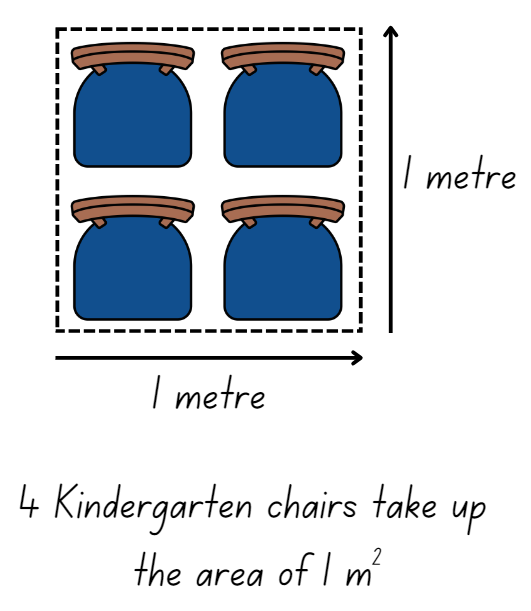 1 metre
1 metre
4 Kindergarten chairs take up
the area of 1 m²